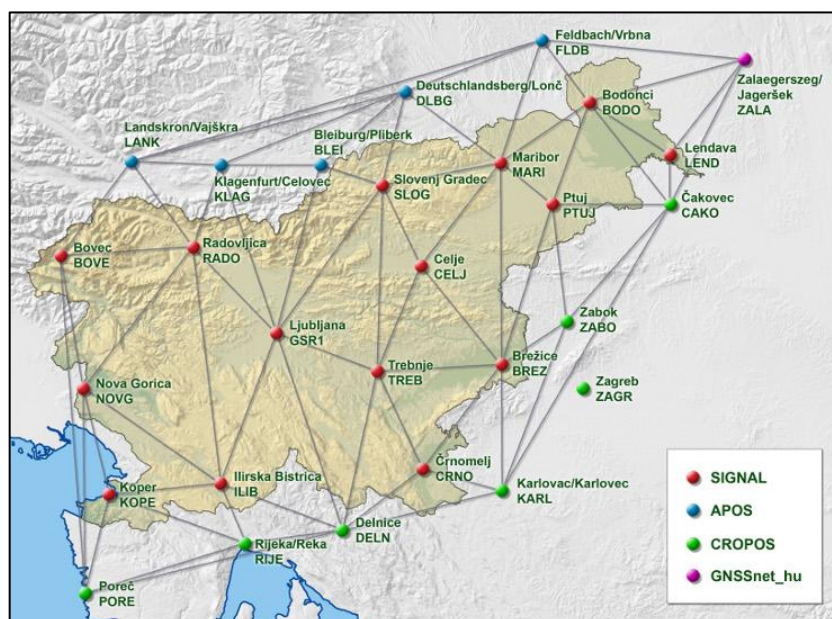 Feldbach/Vrbna
FLDB
Zalaegerszeg/
Jageršek
ZALA
Deutschlandsberg/Lonč
DLBG
Bodonci
BODO
Landskron/Vajškra
LANK
Bleiburg/Pliberk
BLEI
Klagenfurt/Celovec
KLAG
Maribor
MARI
Lendava
LEND
Slovenj Gradec
SLOG
Ptuj
PTUJ
Čakovec
CAKO
Bovec
BOVE
Radovljica
RADO
Celje
CELJ
Ljubljana
GSR1
Zabok
ZABO
Trebnje
TREB
Brežice
BREZ
Nova Gorica
NOVG
Zagreb
ZAGR
Črnomelj
CRNO
Koper
KOPE
Ilirska Bistrica
ILIB
Karlovac/Karlovec
KARL
Delnice
DELN
Rijeka/Reka
RIJE
Poreč
PORE
SIGNAL
APOS
CROPOS
GNSSnet_hu